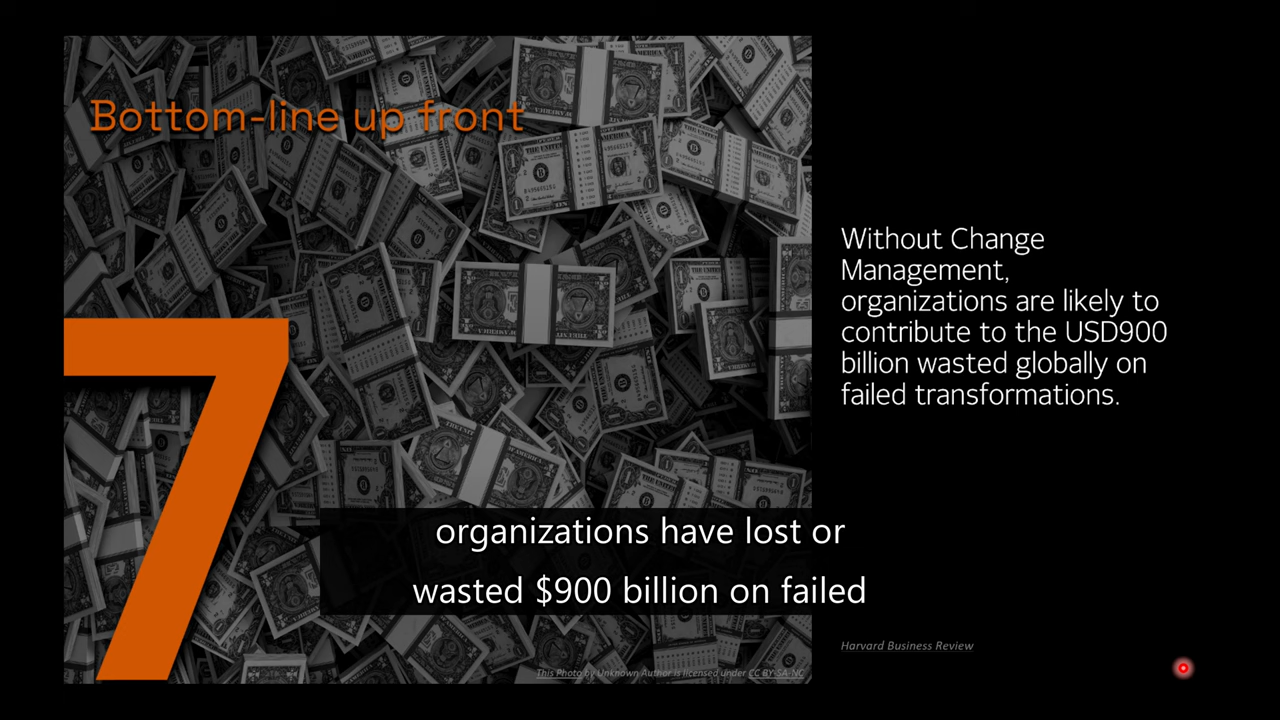 Bottom-line up front
7
Without Change
Management,
organizations are likely to
contribute to the USD900
billion wasted globally on
failed transformations.
organizations have lost or
wasted $900 billion on failed
Harvard Business Review
This Photo by Unknown Author is licensed under CC BY-SA-NC